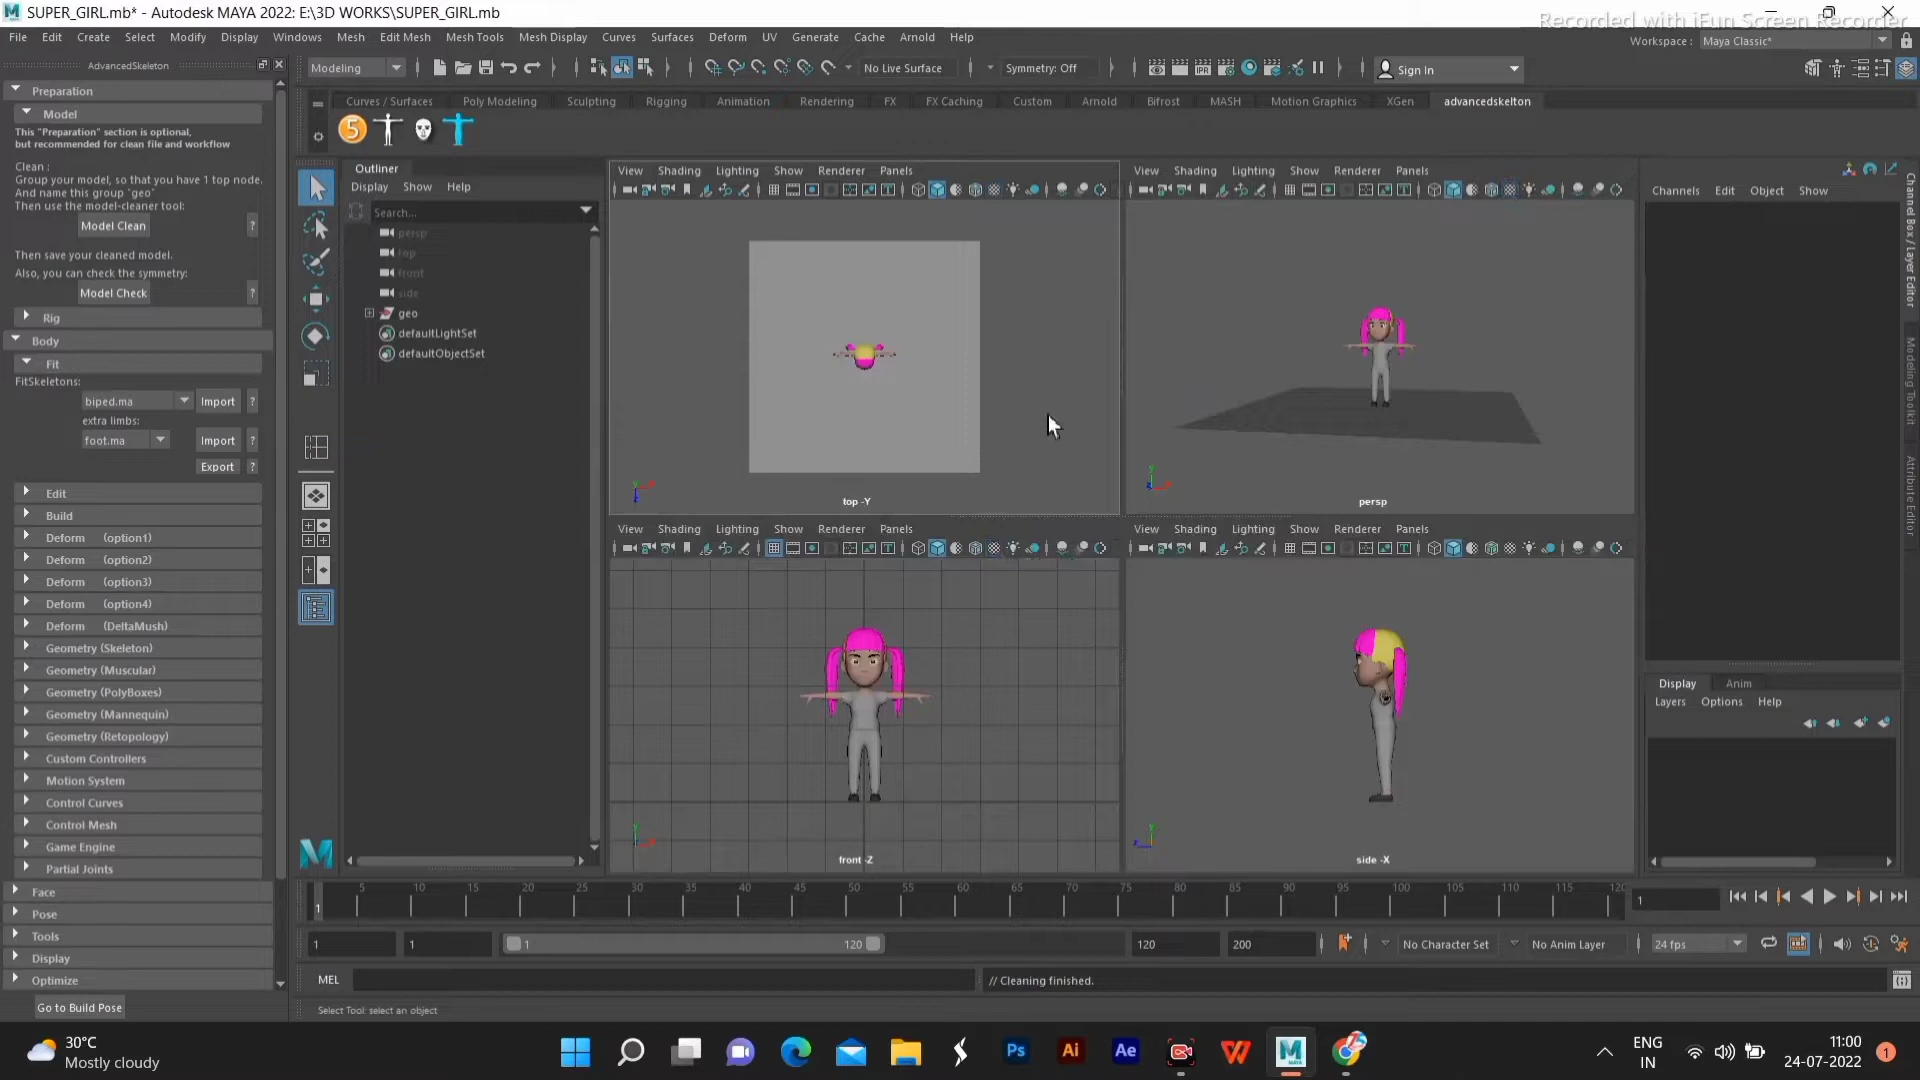 SUPER_GIRL.mb* - Autodesk MAYA 2022: E:\3D WORKS\SUPER_GIRL.mb
Recorded with iFun Screen Recorder
File Edit Create Select Modify Display Windows Mesh Edit Mesh Mesh Tools Mesh Display Curves Surfaces Deform UV Generate Cache Arnold Help
Workspace : Maya Classic*
AdvancedSkeleton
Modeling No Live Surface Symmetry: Off Sign In
Curves / Surfaces Poly Modeling Sculpting Rigging Animation Rendering FX FX Caching Custom Arnold Bifrost MASH Motion Graphics XGen advancedskelton
5
Preparation
Model
This "Preparation" section is optional,
but recommended for clean file and workflow
Clean :
Group your model, so that you have 1 top node.
And name this group "geo"
Then use the model-cleaner tool:
Model Clean ?
Then save your cleaned model.
Also, you can check the symmetry:
Model Check ?
Rig
Body
Fit
FitSkeletons:
biped.ma Import ?
extra limbs:
foot.ma Import ?
Export ?
Edit
Build
Deform (option1)
Deform (option2)
Deform (option3)
Deform (option4)
Deform (DeltaMush)
Geometry (Skeleton)
Geometry (Muscular)
Geometry (PolyBoxes)
Geometry (Mannequin)
Geometry (Retopology)
Custom Controllers
Motion System
Control Curves
Control Mesh
Game Engine
Partial Joints
Face
Pose
Tools
Display
Optimize
Go to Build Pose
Outliner
Display Show Help
Search...
persp
top
front
side
geo
defaultLightSet
defaultObjectSet
View Shading Lighting Show Renderer Panels
top -Y
View Shading Lighting Show Renderer Panels
persp
View Shading Lighting Show Renderer Panels
front -Z
View Shading Lighting Show Renderer Panels
side -X
Channels Edit Object Show
Channel Box / Layer Editor
Modeling Toolkit
Attribute Editor
Display Anim
Layers Options Help
5 10 15 20 25 30 35 40 45 50 55 60 65 70 75 80 85 90 95 100 105 110 115 120
1
1
1 1 1 120 120 200 No Character Set No Anim Layer 24 fps
MEL // Cleaning finished.
Select Tool: select an object
30°C
Mostly cloudy
Ps Ai Ae
ENG
IN
11:00
24-07-2022
1